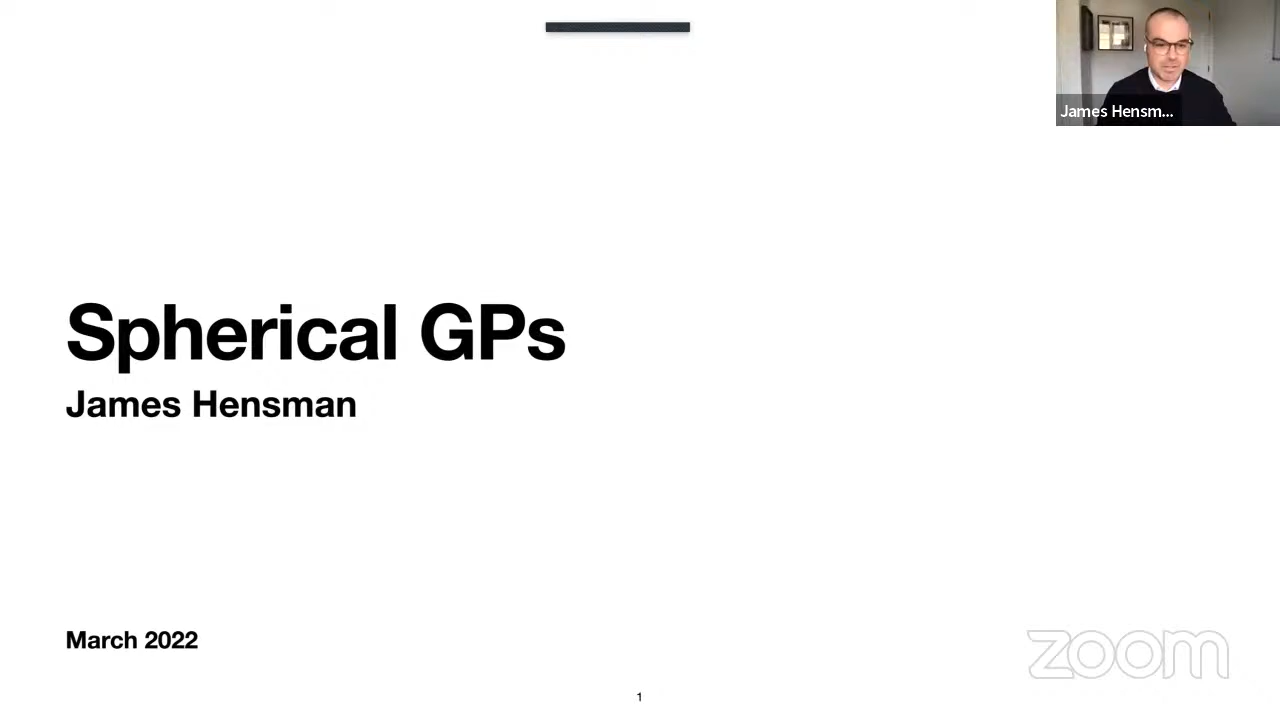 James Hensm...
Spherical GPs
James Hensman
March 2022
zoom
1